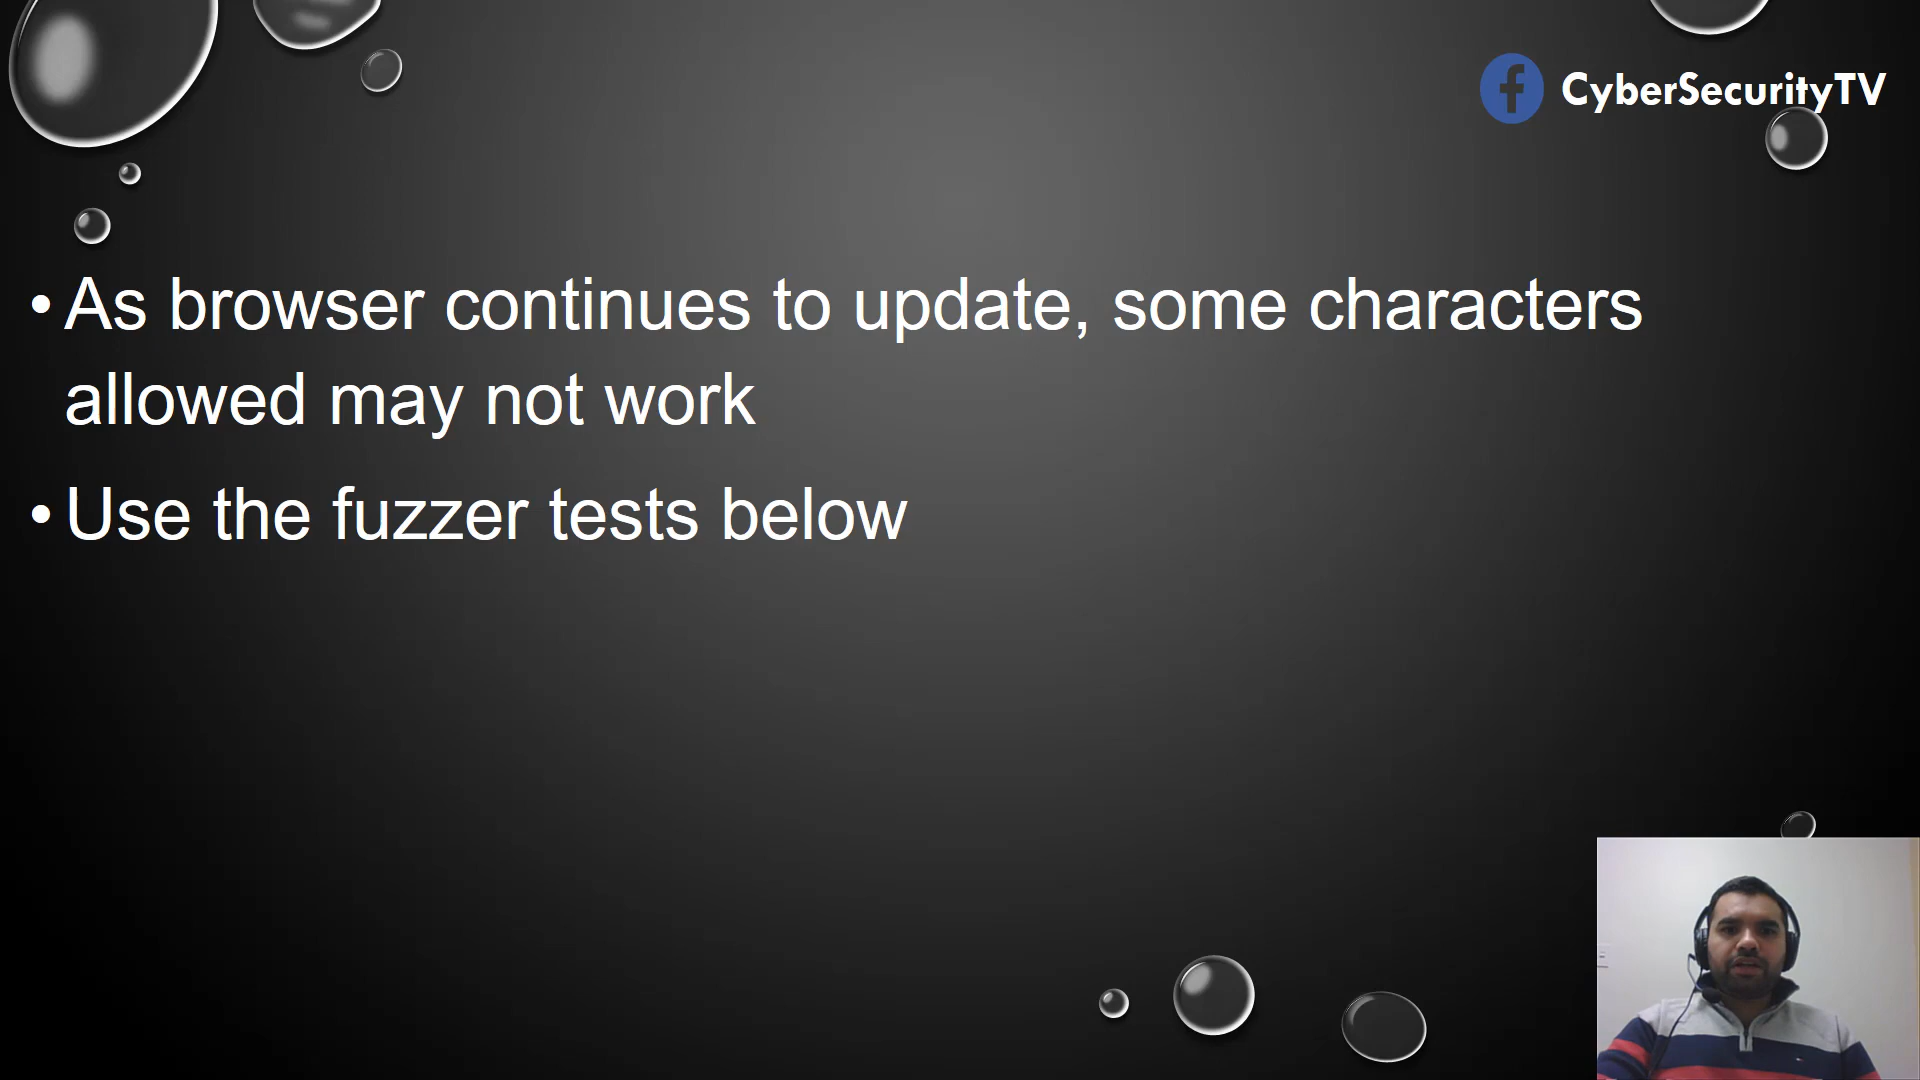 CyberSecurityTV
• As browser continues to update, some characters
allowed may not work
• Use the fuzzer tests below